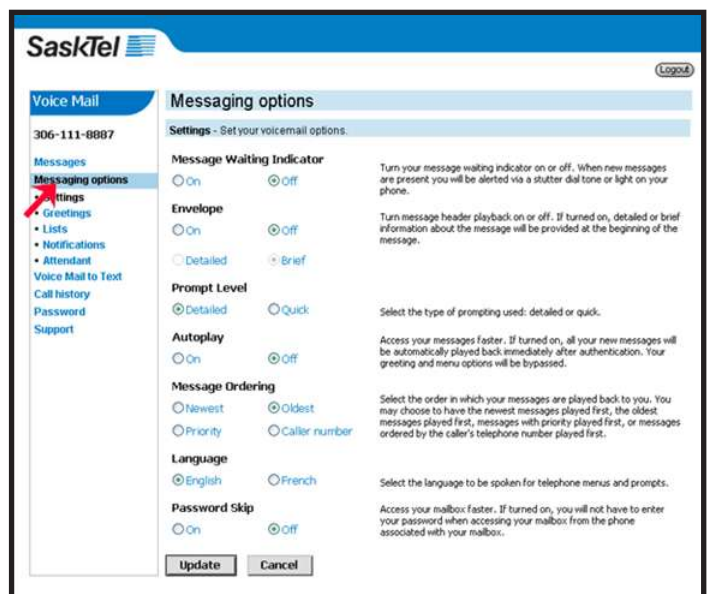 SaskTel
Logout
Voice Mail
306-111-8887
Messages
Messaging options
• Settings
• Greetings
• Lists
• Notifications
• Attendant
Voice Mail to Text
Call history
Password
Support
Messaging options
Settings - Set your voicemail options.
Message Waiting Indicator
On Off
Turn your message waiting indicator on or off. When new messages
are present you will be alerted via a stutter dial tone or light on your
phone.
Envelope
On Off
Detailed Brief
Turn message header playback on or off. If turned on, detailed or brief
information about the message will be provided at the beginning of the
message.
Prompt Level
Detailed Quick
Select the type of prompting used: detailed or quick.
Autoplay
On Off
Access your messages faster. If turned on, all your new messages will
be automatically played back immediately after authentication. Your
greeting and menu options will be bypassed.
Message Ordering
Newest Oldest
Priority Caller number
Select the order in which your messages are played back to you. You
may choose to have the newest messages played first, the oldest
messages played first, messages with priority played first, or messages
ordered by the caller's telephone number played first.
Language
English French
Select the language to be spoken for telephone menus and prompts.
Password Skip
On Off
Access your mailbox faster. If turned on, you will not have to enter
your password when accessing your mailbox from the phone
associated with your mailbox.
Update Cancel